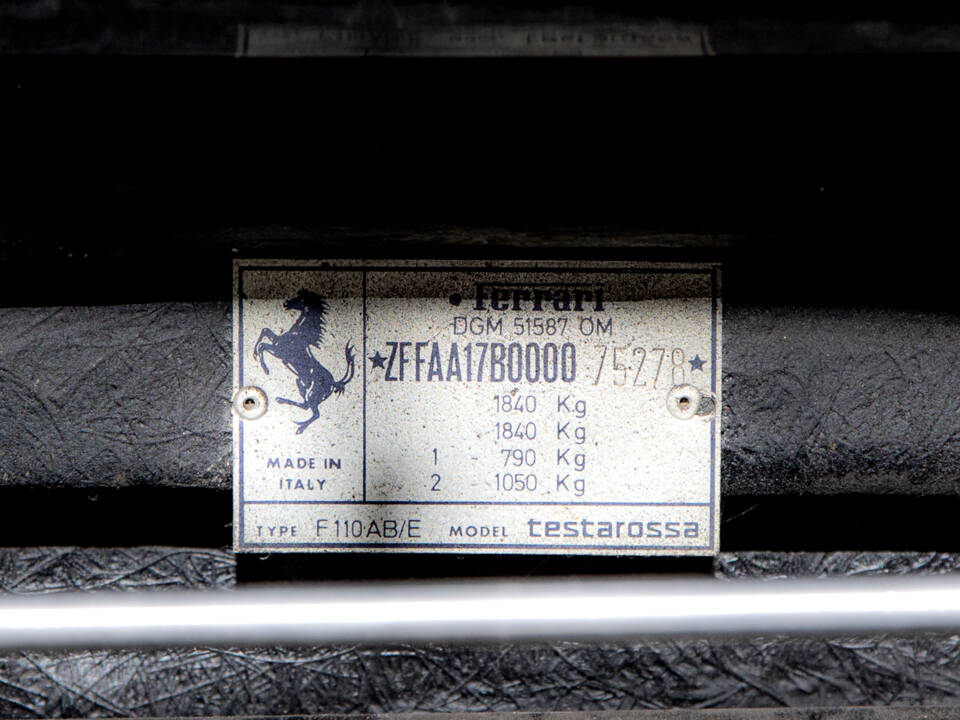 Ferrari
DGM 51587 OM
★ZFFAA17B0000 75278★
1840 Kg
1840 Kg
1 - 790 Kg
2 - 1050 Kg
MADE IN
ITALY
TYPE F110AB/E MODEL testarossa